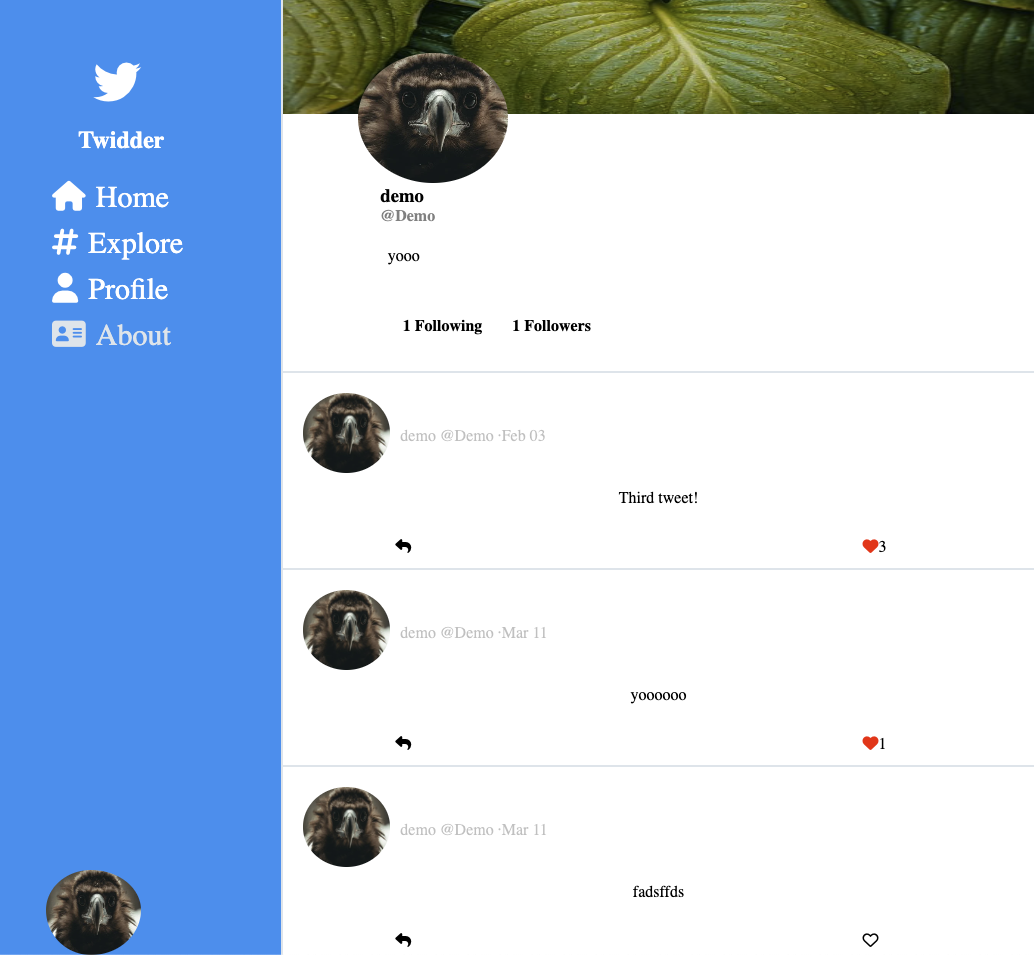 Twidder
Home
Explore
Profile
About
demo
@Demo
yooo
1 Following 1 Followers
demo @Demo ·Feb 03
Third tweet!
3
demo @Demo ·Mar 11
yoooooo
1
demo @Demo ·Mar 11
fadsffds